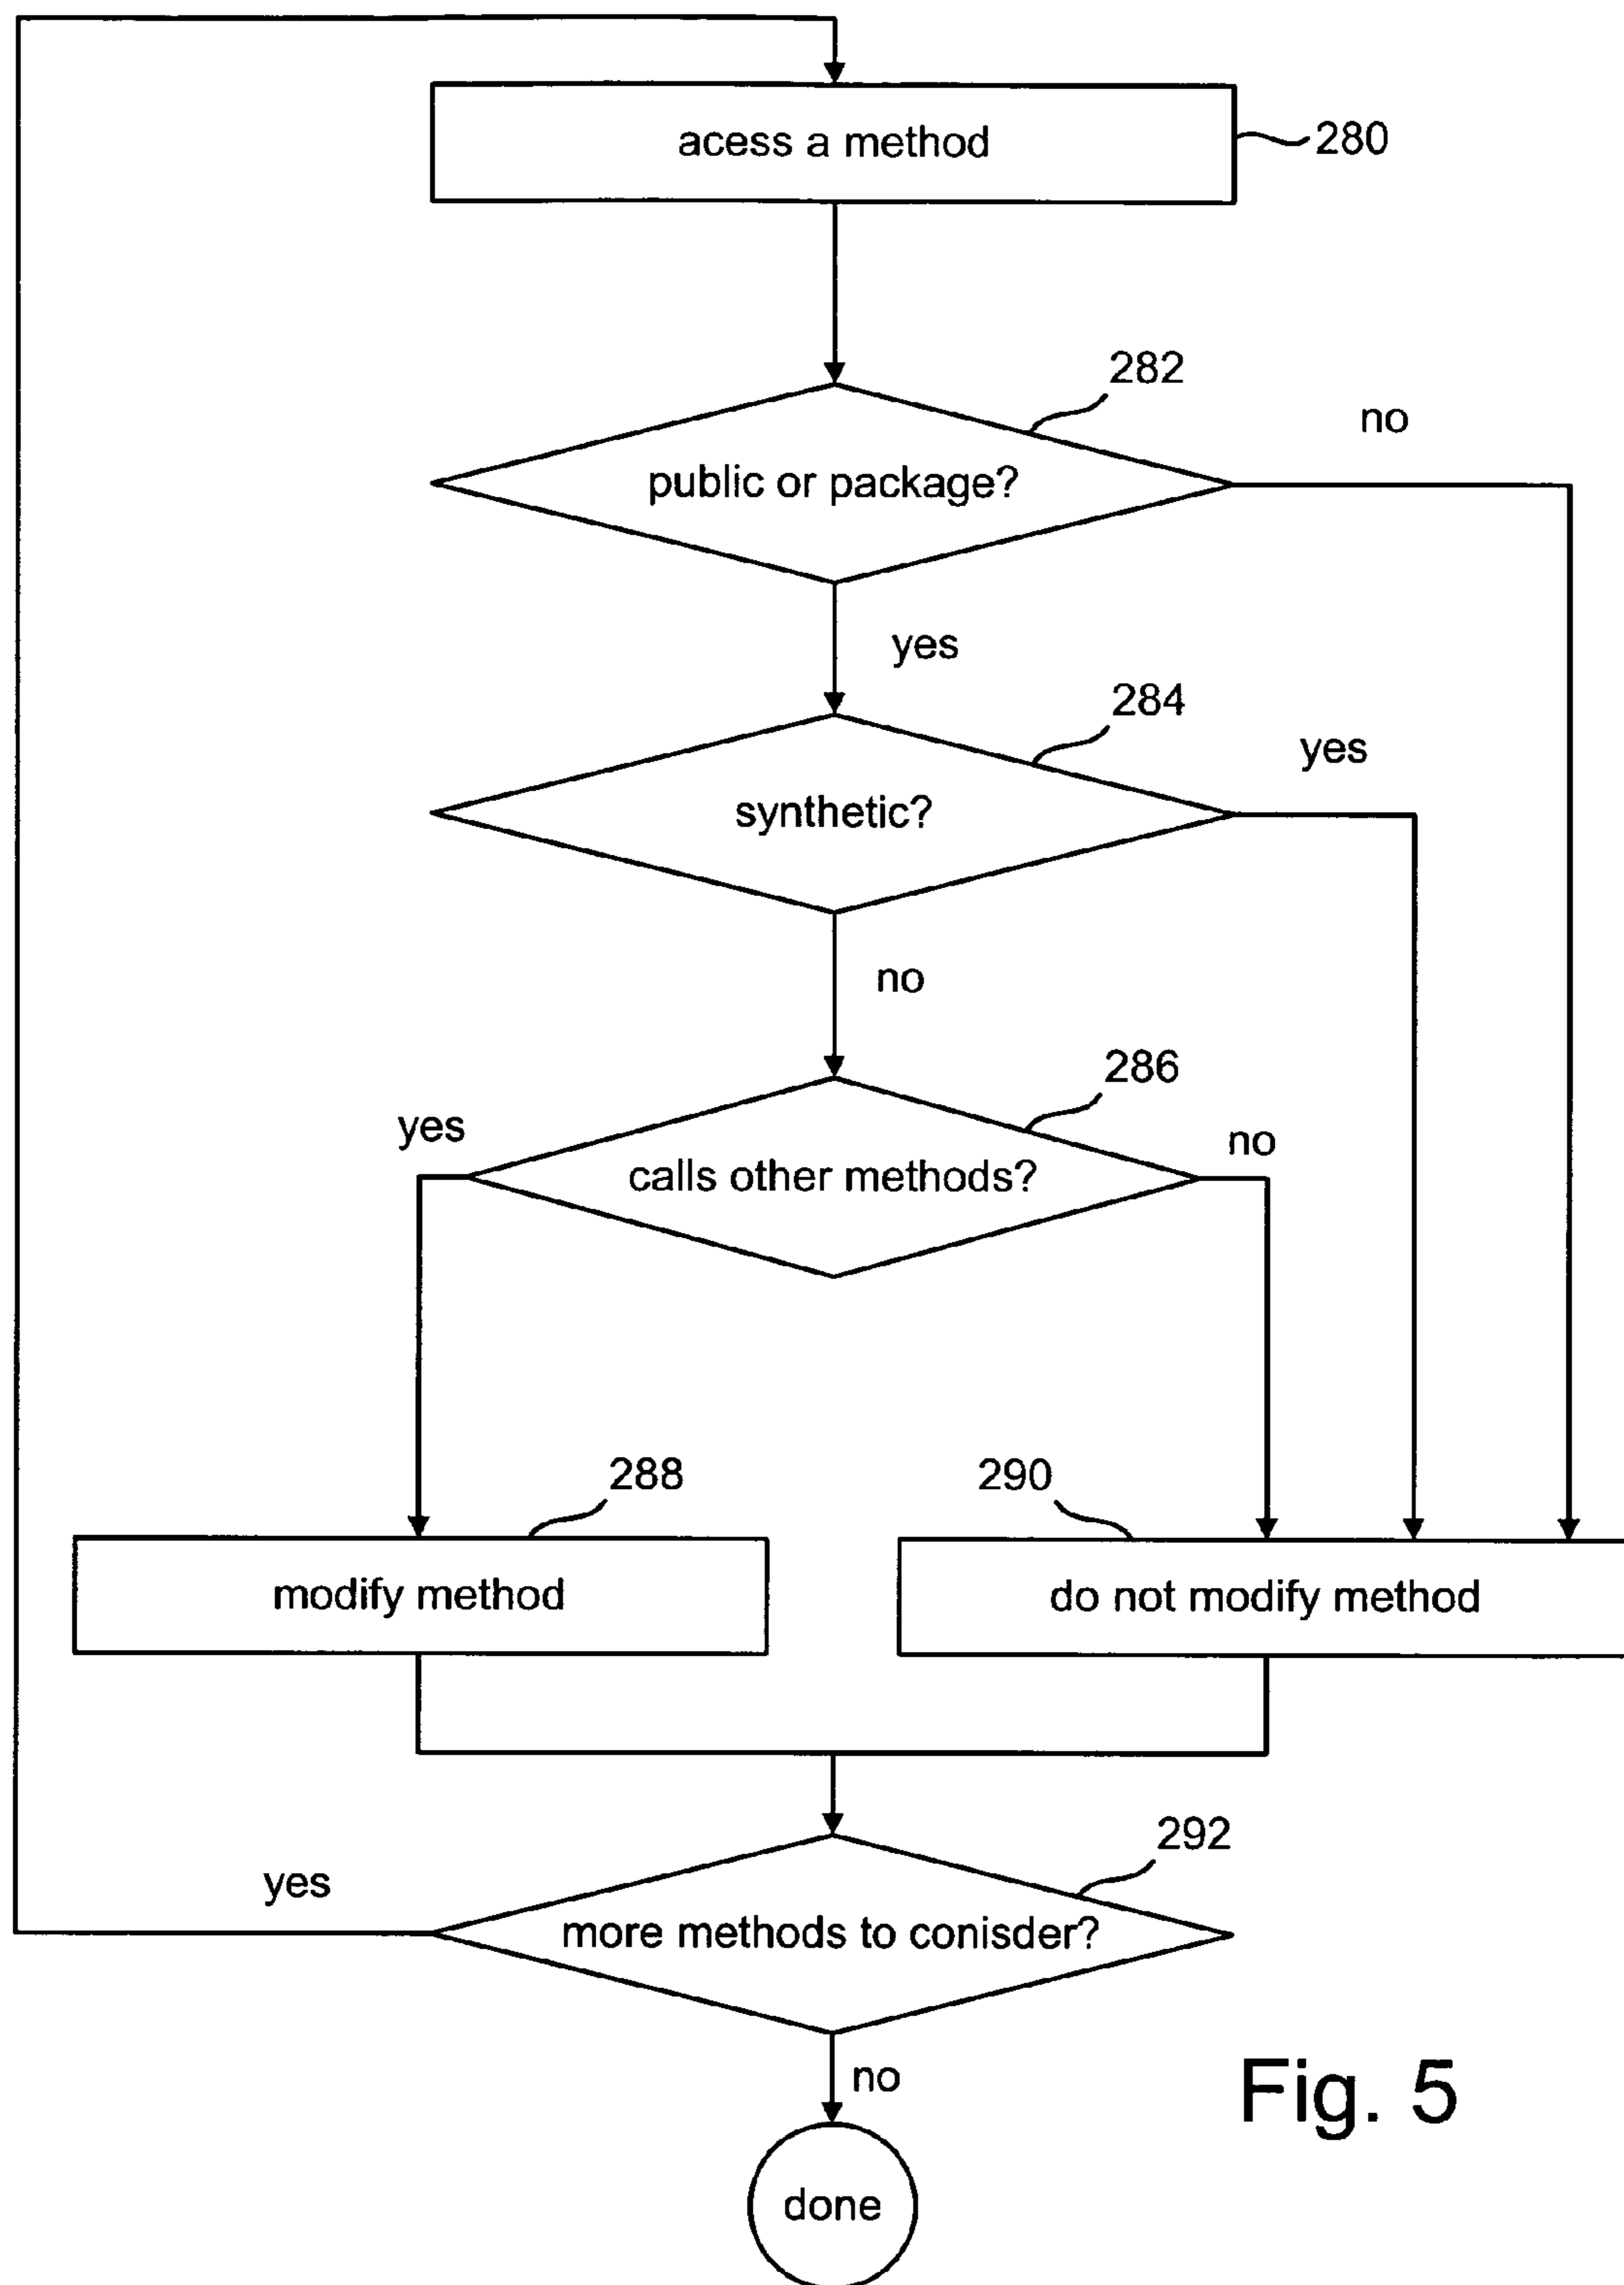 acess a method
280
282
no
public or package?
yes
284
yes
synthetic?
no
286
yes
no
calls other methods?
288
290
modify method
do not modify method
292
yes
more methods to conisder?
no
Fig. 5
done